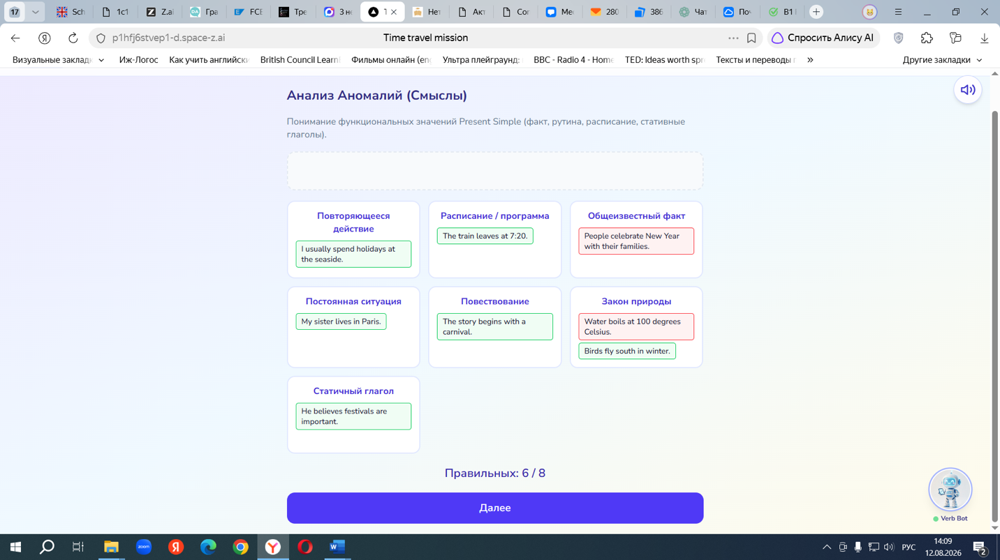 17
Sch
1с1
Z.ai
Гра
FCE
Тре
З не
Т
Нет
Акт
Cor
Мес
280
386
Чат
Поч
B1
p1hfj6stvep1-d.space-z.ai
Time travel mission
Спросить Алису AI
Визуальные заклад
Иж-Логос
Как учить английски
British Council Learn
Фильмы онлайн (eng
Ультра плейграунд:
BBC - Radio 4 - Home
TED: Ideas worth spr
Тексты и переводы
»
Другие закладки
Анализ Аномалий (Смыслы)
Понимание функциональных значений Present Simple (факт, рутина, расписание, стативные
глаголы).
Повторяющееся
действие
I usually spend holidays at
the seaside.
Расписание / программа
The train leaves at 7:20.
Общеизвестный факт
People celebrate New Year
with their families.
Постоянная ситуация
My sister lives in Paris.
Повествование
The story begins with a
carnival.
Закон природы
Water boils at 100 degrees
Celsius.
Birds fly south in winter.
Статичный глагол
He believes festivals are
important.
Правильных: 6 / 8
Далее
Verb Bot
zoom
РУС
14:09
12.08.2026
2